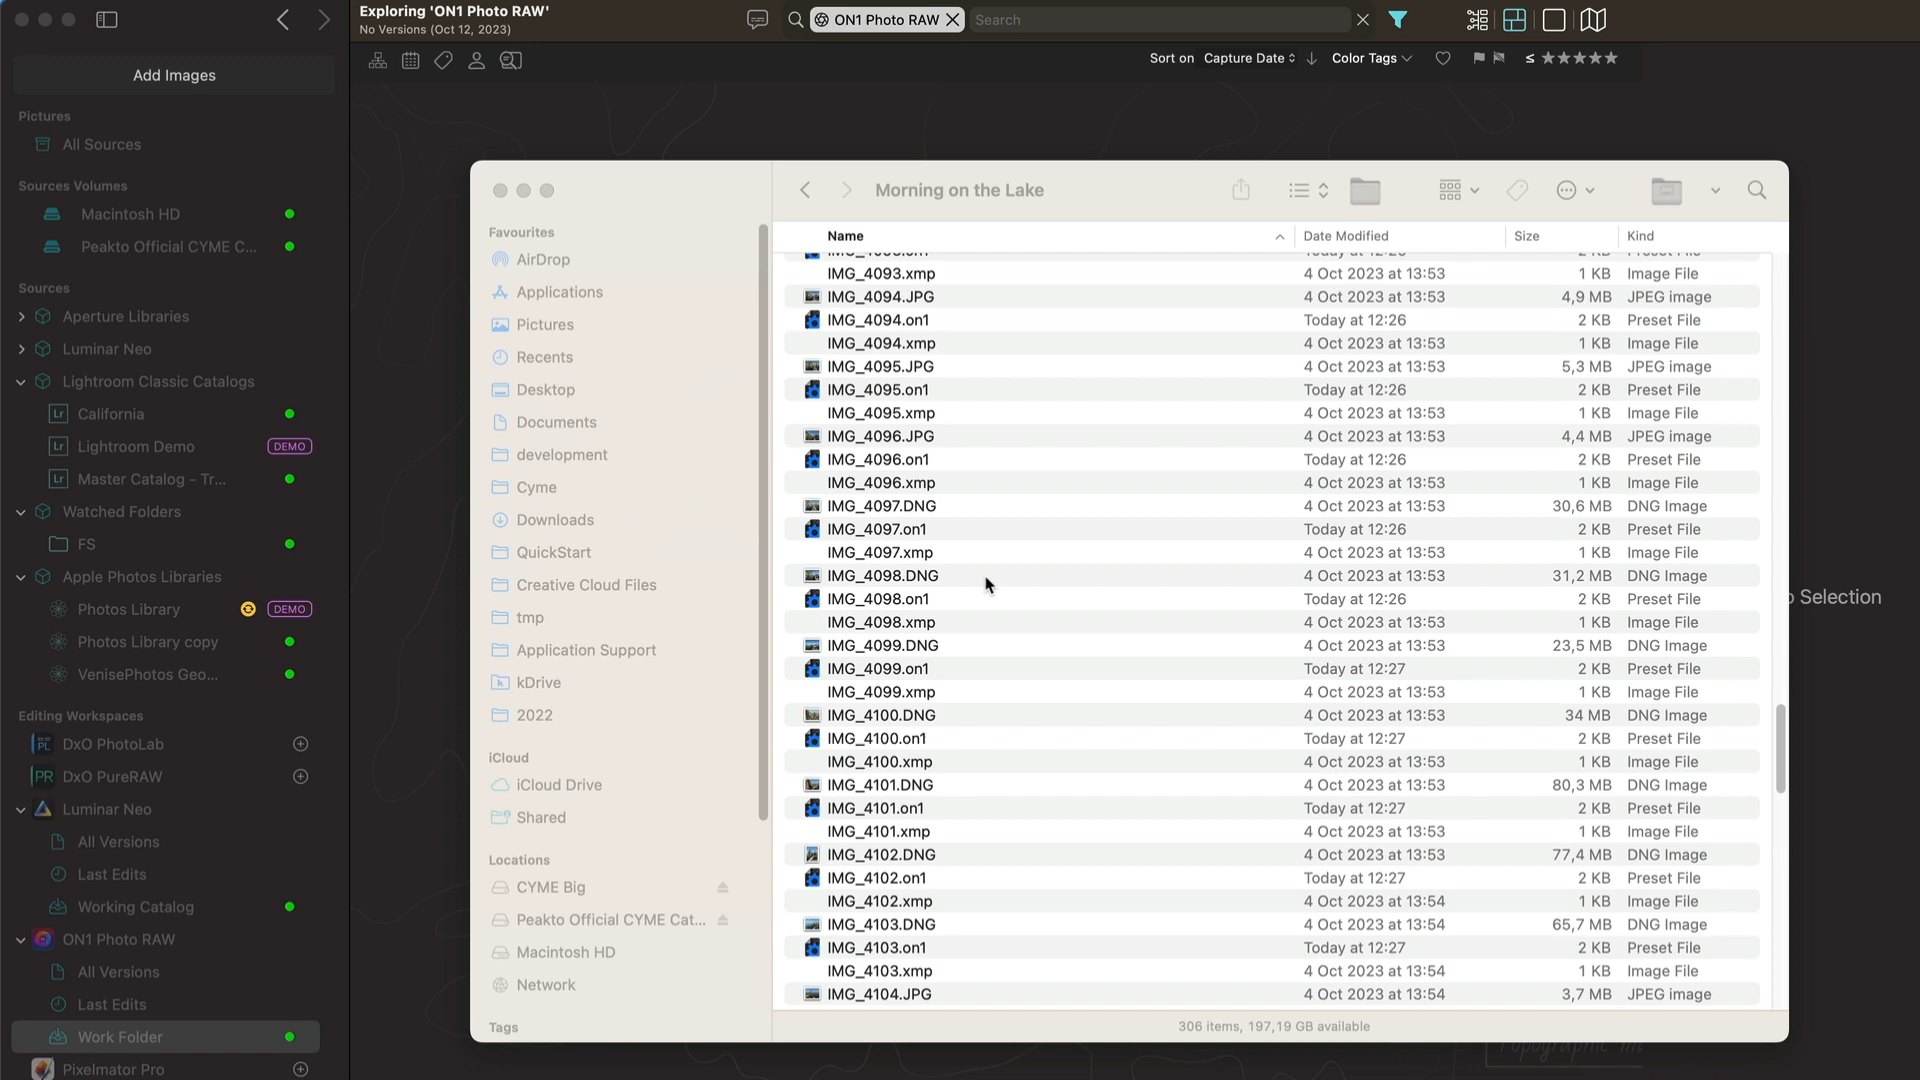 Exploring 'ON1 Photo RAW'
No Versions (Oct 12, 2023)
ON1 Photo RAW
Search
Sort on Capture Date
Color Tags
≤ ★★★★★
Add Images
Pictures
All Sources
Sources Volumes
Macintosh HD
Peakto Official CYME C...
Sources
Aperture Libraries
Luminar Neo
Lightroom Classic Catalogs
Lr California
Lr Lightroom Demo DEMO
Lr Master Catalog - Tr...
Watched Folders
FS
Apple Photos Libraries
Photos Library DEMO
Photos Library copy
VenisePhotos Geo...
Editing Workspaces
PL DxO PhotoLab
PR DxO PureRAW
Luminar Neo
All Versions
Last Edits
Working Catalog
ON1 Photo RAW
All Versions
Last Edits
Work Folder
Pixelmator Pro
Morning on the Lake
Favourites
AirDrop
Applications
Pictures
Recents
Desktop
Documents
development
Cyme
Downloads
QuickStart
Creative Cloud Files
tmp
Application Support
kDrive
2022
iCloud
iCloud Drive
Shared
Locations
CYME Big
Peakto Official CYME Cat...
Macintosh HD
Network
Tags
Name Date Modified Size Kind
IMG_4093.xmp 4 Oct 2023 at 13:53 1 KB Image File
IMG_4094.JPG 4 Oct 2023 at 13:53 4,9 MB JPEG image
IMG_4094.on1 Today at 12:26 2 KB Preset File
IMG_4094.xmp 4 Oct 2023 at 13:53 1 KB Image File
IMG_4095.JPG 4 Oct 2023 at 13:53 5,3 MB JPEG image
IMG_4095.on1 Today at 12:26 2 KB Preset File
IMG_4095.xmp 4 Oct 2023 at 13:53 1 KB Image File
IMG_4096.JPG 4 Oct 2023 at 13:53 4,4 MB JPEG image
IMG_4096.on1 Today at 12:26 2 KB Preset File
IMG_4096.xmp 4 Oct 2023 at 13:53 1 KB Image File
IMG_4097.DNG 4 Oct 2023 at 13:53 30,6 MB DNG Image
IMG_4097.on1 Today at 12:26 2 KB Preset File
IMG_4097.xmp 4 Oct 2023 at 13:53 1 KB Image File
IMG_4098.DNG 4 Oct 2023 at 13:53 31,2 MB DNG Image
IMG_4098.on1 Today at 12:26 2 KB Preset File
IMG_4098.xmp 4 Oct 2023 at 13:53 1 KB Image File
IMG_4099.DNG 4 Oct 2023 at 13:53 23,5 MB DNG Image
IMG_4099.on1 Today at 12:27 2 KB Preset File
IMG_4099.xmp 4 Oct 2023 at 13:53 1 KB Image File
IMG_4100.DNG 4 Oct 2023 at 13:53 34 MB DNG Image
IMG_4100.on1 Today at 12:27 2 KB Preset File
IMG_4100.xmp 4 Oct 2023 at 13:53 1 KB Image File
IMG_4101.DNG 4 Oct 2023 at 13:53 80,3 MB DNG Image
IMG_4101.on1 Today at 12:27 2 KB Preset File
IMG_4101.xmp 4 Oct 2023 at 13:53 1 KB Image File
IMG_4102.DNG 4 Oct 2023 at 13:53 77,4 MB DNG Image
IMG_4102.on1 Today at 12:27 2 KB Preset File
IMG_4102.xmp 4 Oct 2023 at 13:54 1 KB Image File
IMG_4103.DNG 4 Oct 2023 at 13:54 65,7 MB DNG Image
IMG_4103.on1 Today at 12:27 2 KB Preset File
IMG_4103.xmp 4 Oct 2023 at 13:54 1 KB Image File
IMG_4104.JPG 4 Oct 2023 at 13:54 3,7 MB JPEG image
306 items, 197,19 GB available
Selection